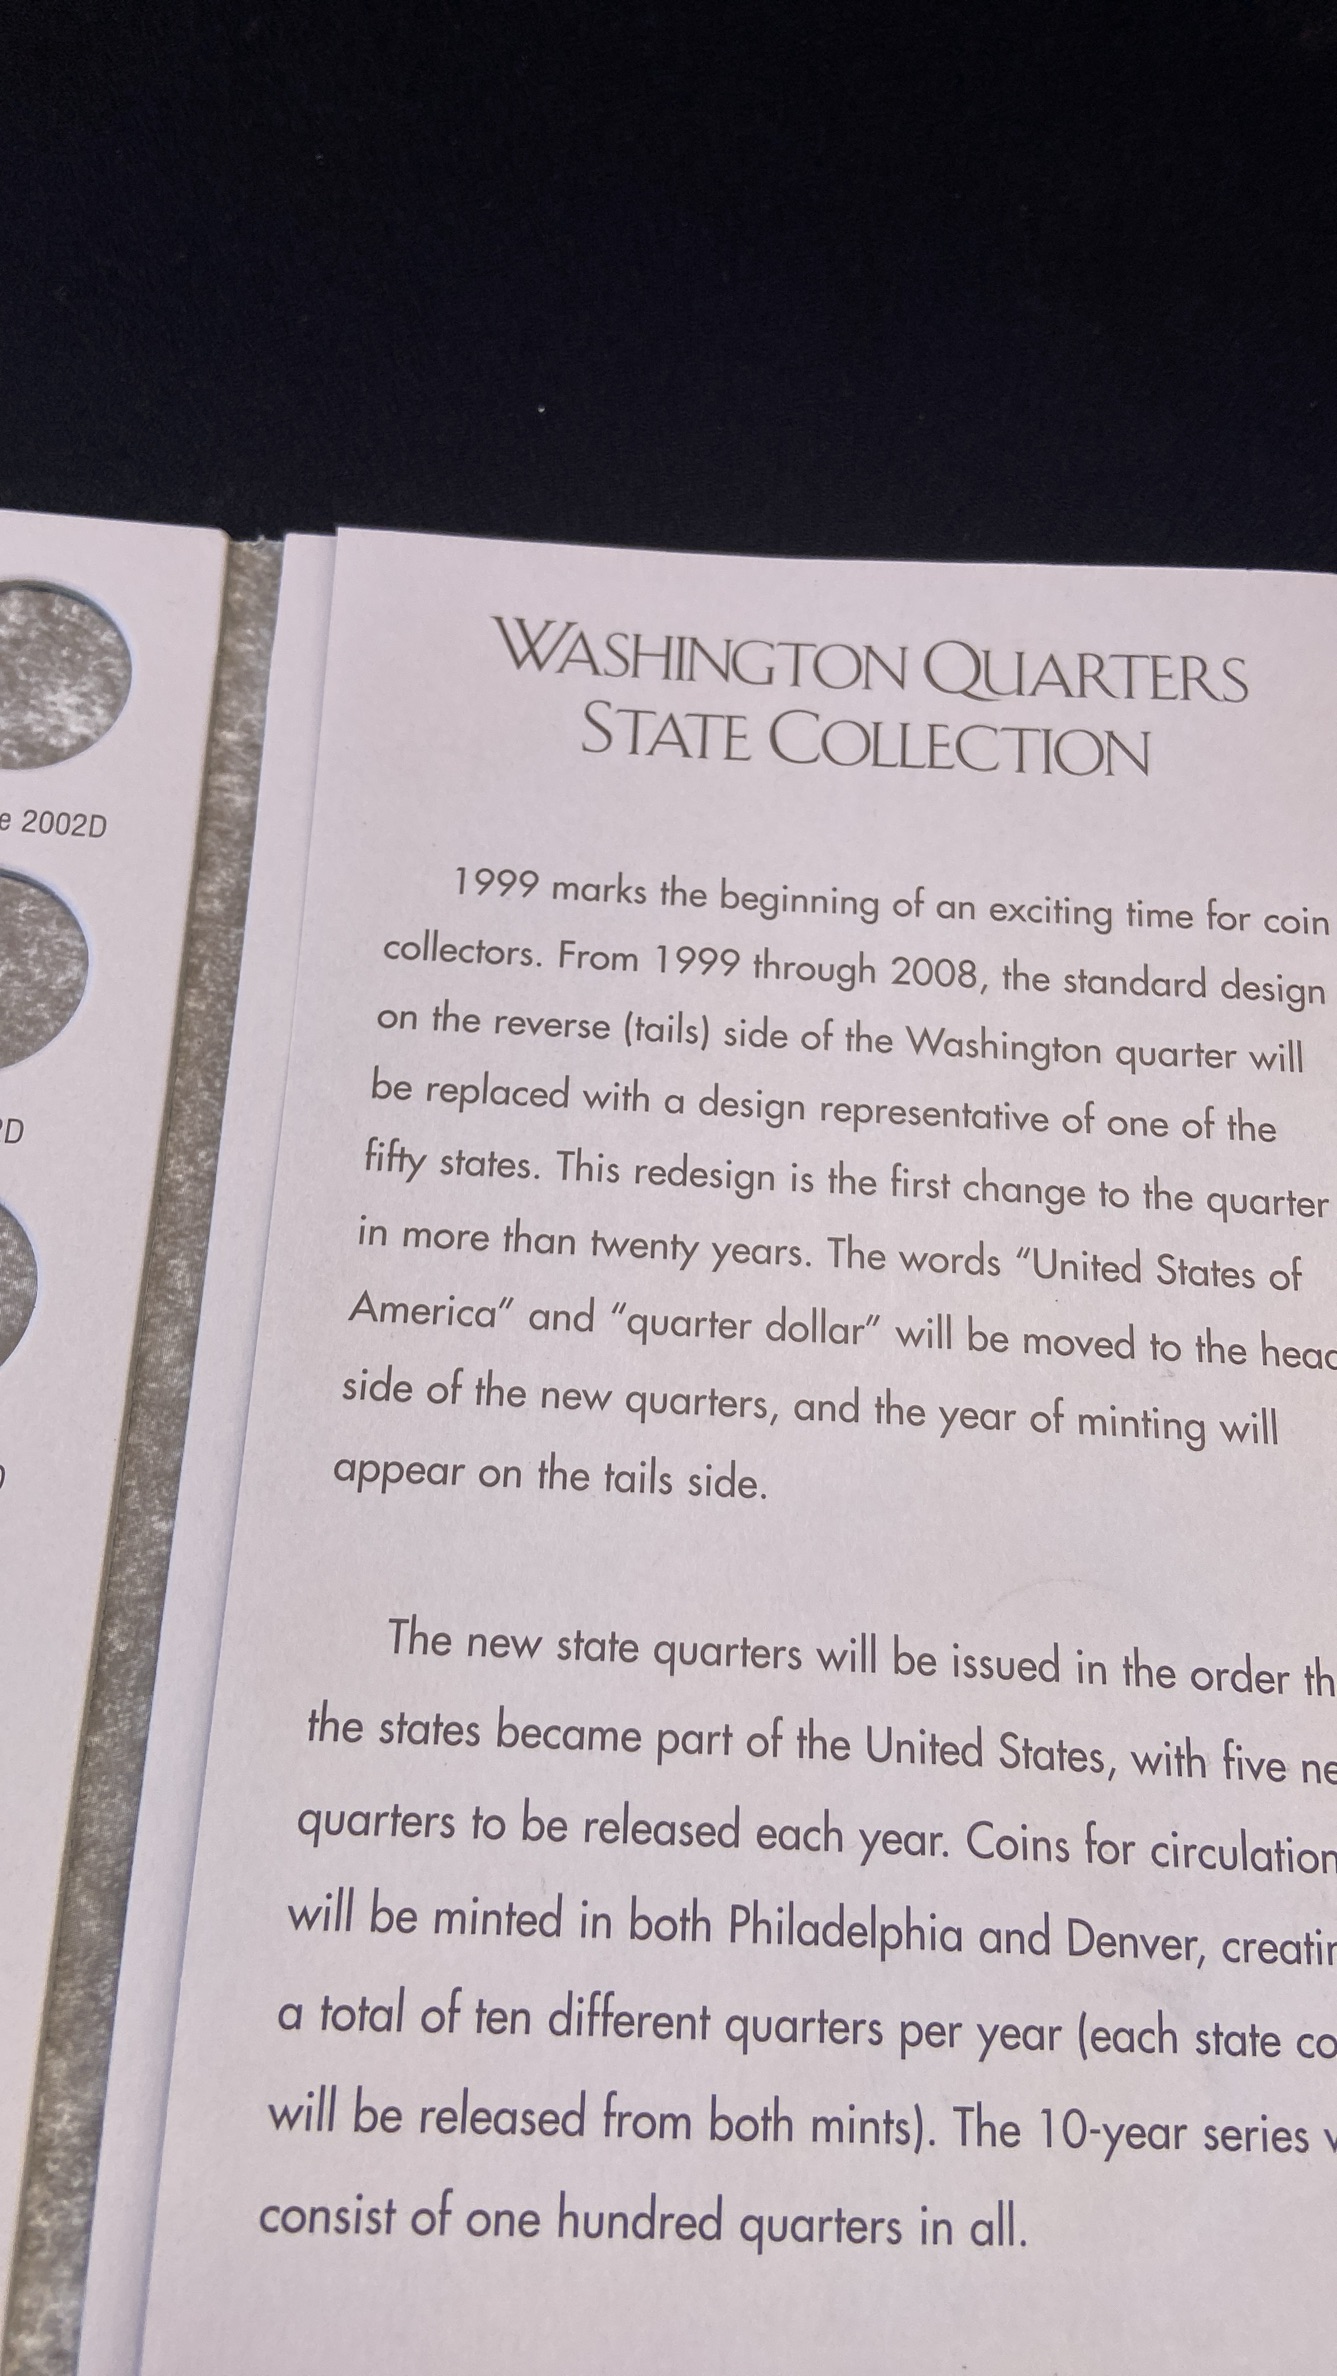 WASHINGTON QUARTERS
STATE COLLECTION
2002D
1999 marks the beginning of an exciting time for coin
collectors. From 1999 through 2008, the standard design
on the reverse (tails) side of the Washington quarter will
be replaced with a design representative of one of the
fifty states. This redesign is the first change to the quarter
in more than twenty years. The words “United States of
America” and “quarter dollar” will be moved to the
side of the new quarters, and the year of minting will
appear on the tails side.
The new state quarters will be issued in the order
the states became part of the United States, with five
quarters to be released each year. Coins for circulation
will be minted in both Philadelphia and Denver,
a total of ten different quarters per year (each state
will be released from both mints). The 10-year series
consist of one hundred quarters in all.